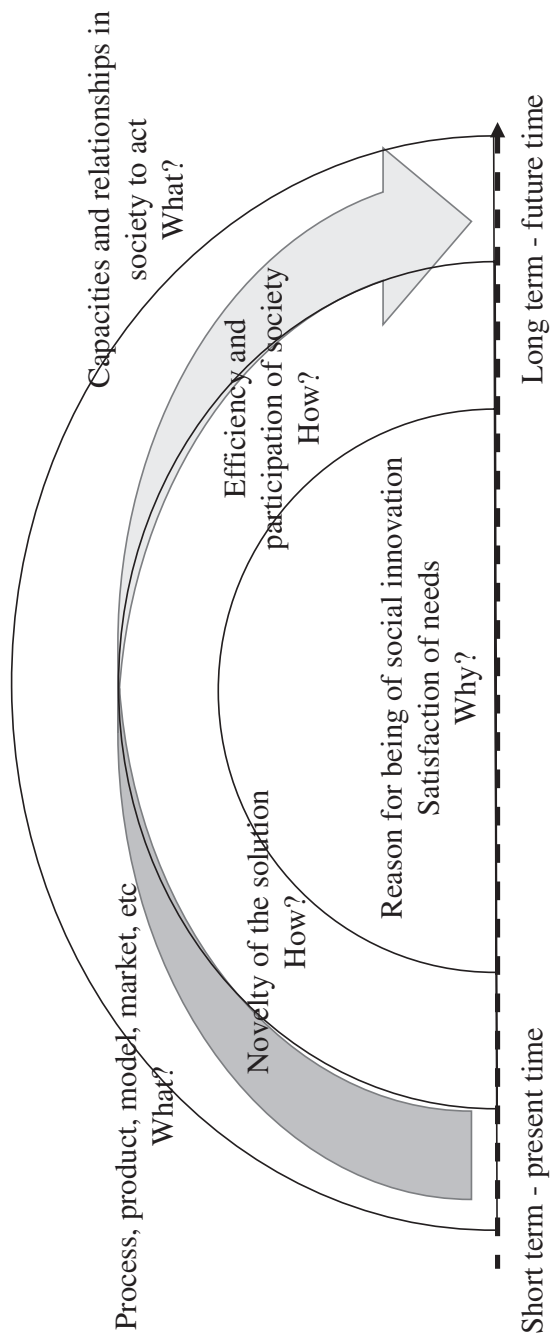 Process, product, model, market, etc
What?
Capacities and relationships in
society to act
What?
Novelty of the solution
How?
Efficiency and
participation of society
How?
Reason for being of social innovation
Satisfaction of needs
Why?
Short term - present time
Long term - future time